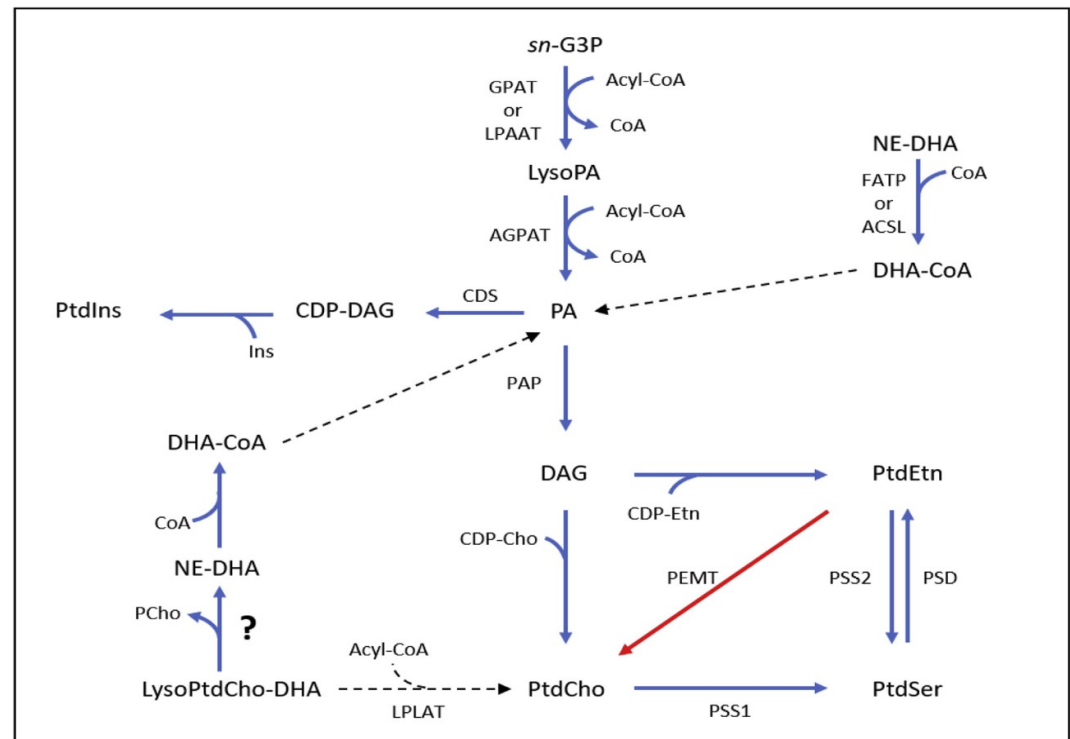 sn-G3P
GPAT
or
LPAAT
Acyl-CoA
CoA
LysoPA
NE-DHA
FATP
or
ACSL
CoA
AGPAT
Acyl-CoA
CoA
DHA-CoA
PtdIns
CDP-DAG
CDS
PA
Ins
PAP
DHA-CoA
DAG
PtdEtn
CDP-Etn
CoA
CDP-Cho
NE-DHA
PEMT
PSS2
PSD
PCho
?
Acyl-CoA
LysoPtdCho-DHA
LPLAT
PtdCho
PSS1
PtdSer